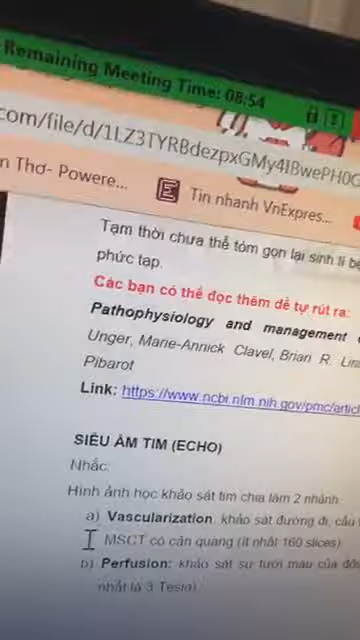 Remaining Meeting Time: 08:54
com/file/d/1LZ3TYRBdezpxGMy4IBwePH0G
n Thơ- Powere...
Tin nhanh VnExpres...
Tạm thời chưa thể tóm gọn lại sinh lí bệ
phức tạp.
Các bạn có thể đọc thêm để tự rút ra:
Pathophysiology and management
Unger, Marie-Annick Clavel, Brian R. Lin
Pibarot
Link: https://www.ncbi.nlm.nih.gov/pmc/artic
SIÊU ÂM TIM (ECHO)
Nhắc:
Hình ảnh học khảo sát tim chia làm 2 nhánh:
a) Vascularization: khảo sát đường đi, cấu
MSCT có cản quang (ít nhất 160 slices)
b) Perfusion: khảo sát sự tưới máu của
nhất là 3 Tesla)